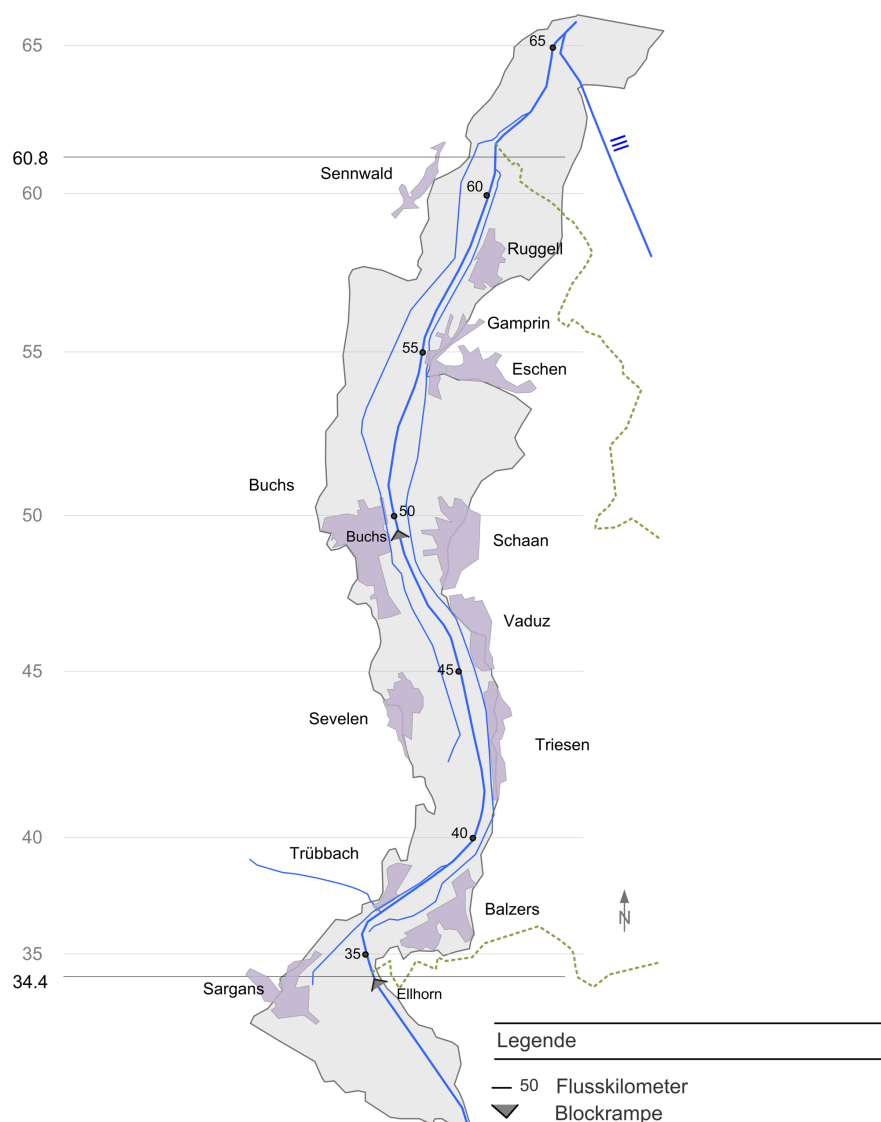 65
65
60.8
Sennwald
60
60
Ruggell
Gamprin
55
55
Eschen
Buchs
50
50
Buchs
Schaan
Vaduz
45
45
Sevelen
Triesen
40
40
Trübbach
Balzers
N
35
35
34.4
Sargans
Ellhorn
Legende
50 Flusskilometer
Blockrampe